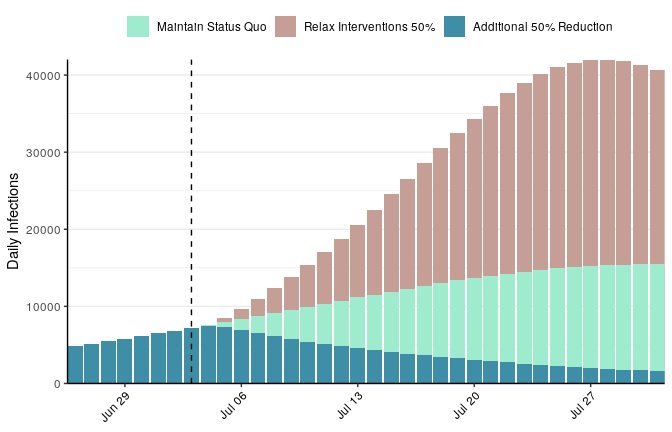 Maintain Status Quo Relax Interventions 50% Additional 50% Reduction
Daily Infections
40000
30000
20000
10000
0
Jun 29 Jul 06 Jul 13 Jul 20 Jul 27